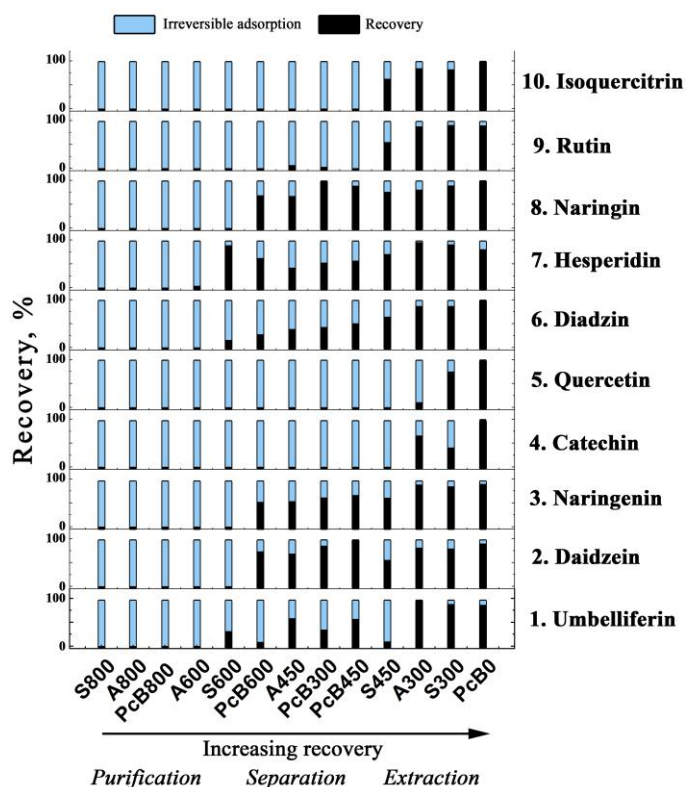 Irreversible adsorption Recovery
Recovery, %
100
0
10. Isoquercitrin
100
0
9. Rutin
100
0
8. Naringin
100
0
7. Hesperidin
100
0
6. Diadzin
100
0
5. Quercetin
100
0
4. Catechin
100
0
3. Naringenin
100
0
2. Daidzein
100
0
1. Umbelliferin
S800 A800 PcB800 A600 S600 PcB600 A450 PcB300 PcB450 S450 A300 S300 PcB0
Increasing recovery
Purification Separation Extraction